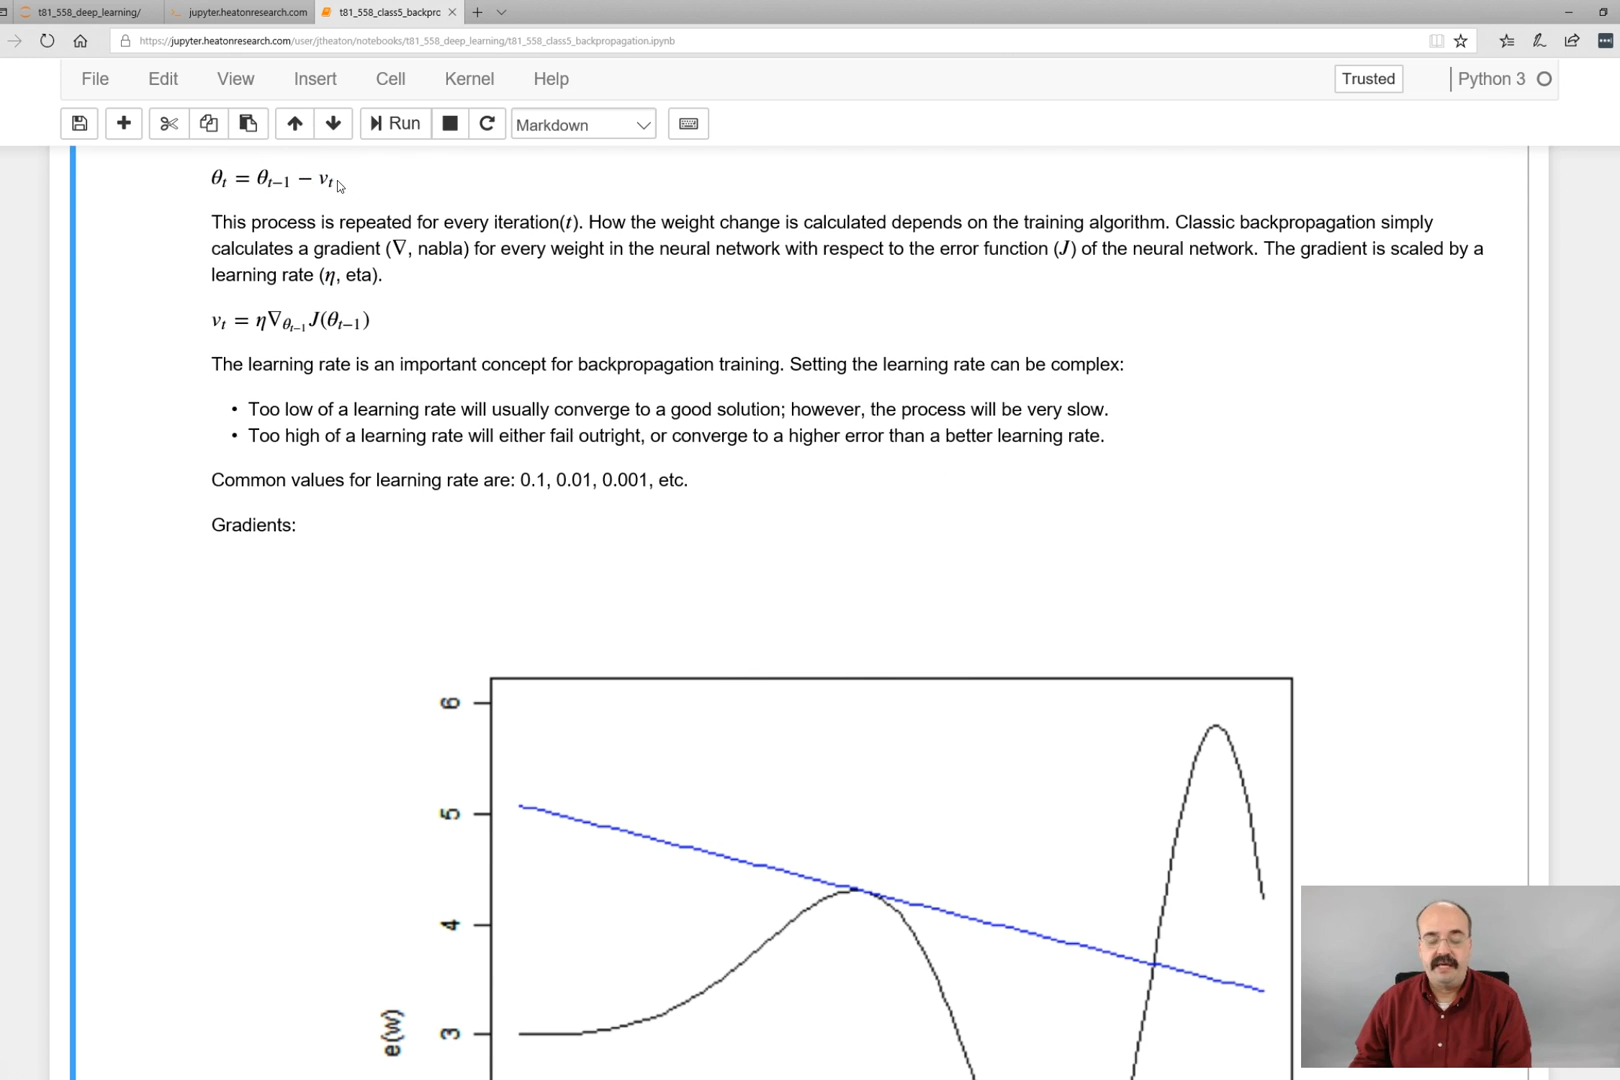 t81_558_deep_learning/
jupyter.heatonresearch.com
t81_558_class5_backprc
https://jupyter.heatonresearch.com/user/jtheaton/notebooks/t81_558_deep_learning/t81_558_class5_backpropagation.ipynb
File Edit View Insert Cell Kernel Help Trusted Python 3
Run Markdown
θt = θt−1 − vt
This process is repeated for every iteration(t). How the weight change is calculated depends on the training algorithm. Classic backpropagation simply
calculates a gradient (∇, nabla) for every weight in the neural network with respect to the error function (J) of the neural network. The gradient is scaled by a
learning rate (η, eta).
vt = η∇θt−1 J(θt−1)
The learning rate is an important concept for backpropagation training. Setting the learning rate can be complex:
• Too low of a learning rate will usually converge to a good solution; however, the process will be very slow.
• Too high of a learning rate will either fail outright, or converge to a higher error than a better learning rate.
Common values for learning rate are: 0.1, 0.01, 0.001, etc.
Gradients:
6
5
4
3
e(w)